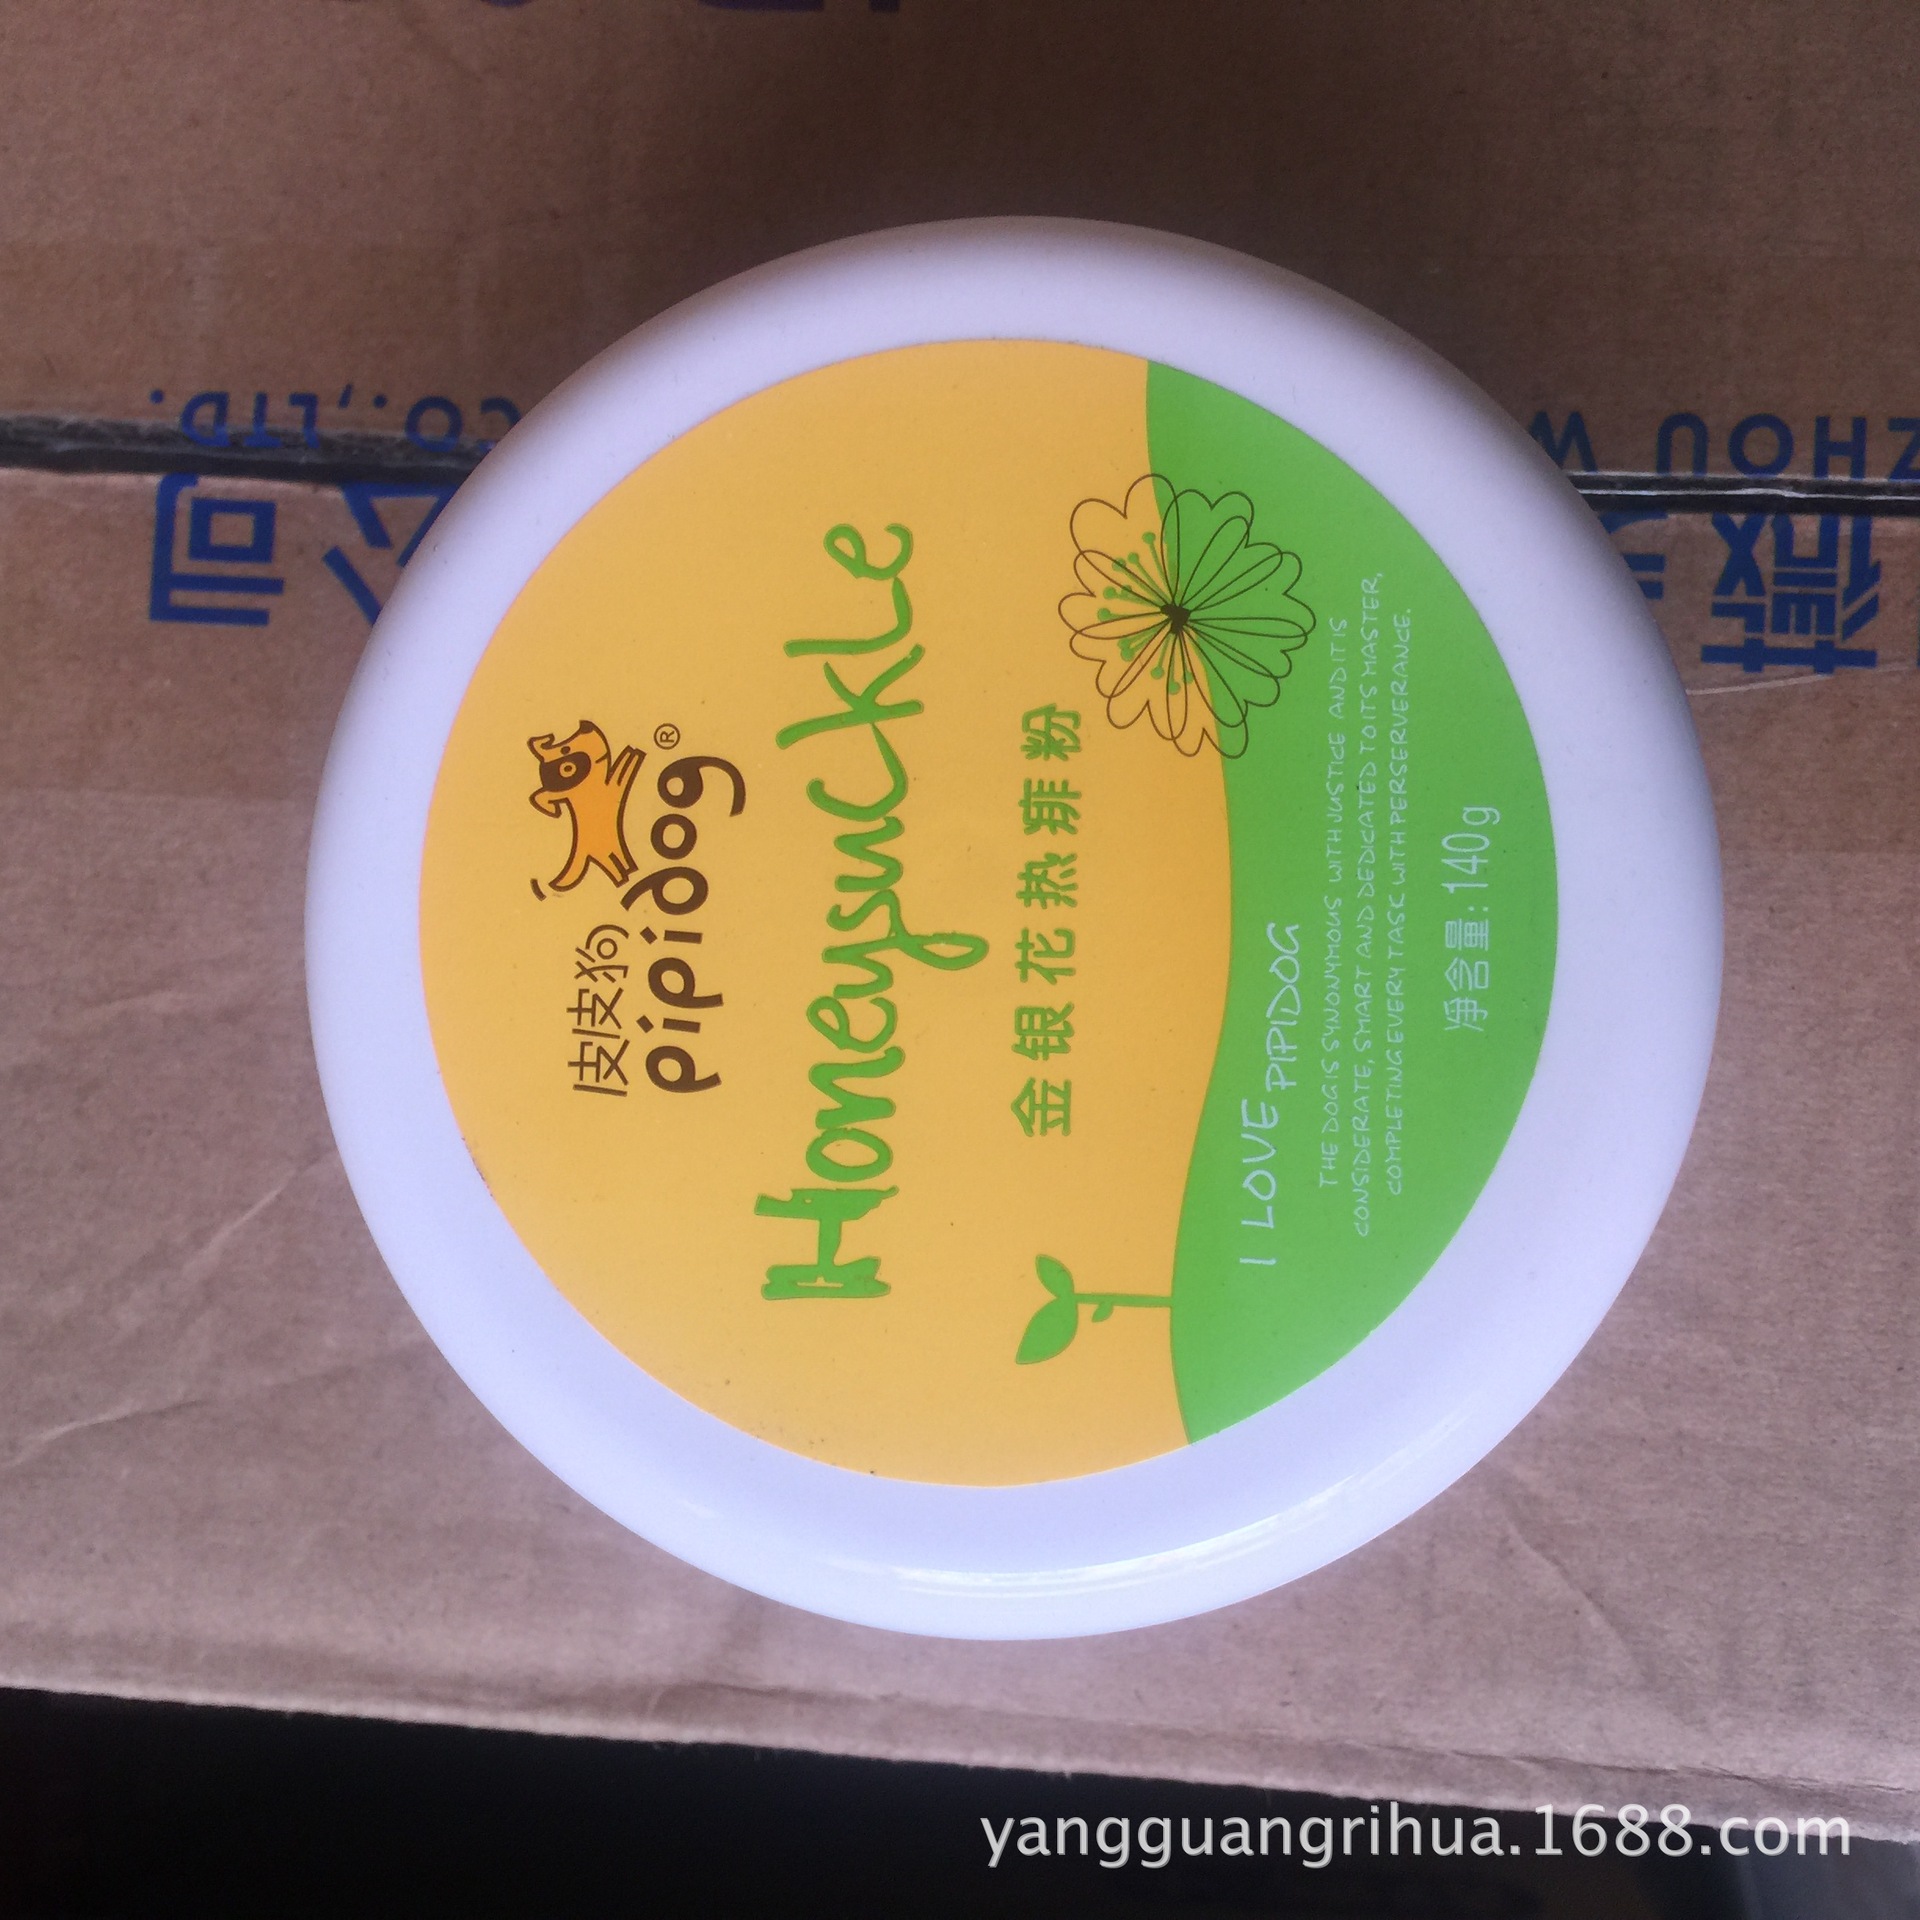 皮皮狗
pipidog®
Honeysuckle
金银花热痱粉
I LOVE PIPIDOG
THE DOG IS SYNONYMOUS WITH JUSTICE AND IT IS
CONSIDERATE, SMART AND DEDICATED TO ITS MASTER,
COMPLETING EVERY TASK WITH PERSERVERANCE.
净含量:140g
CO.,LTD.
公司
ZHOU W
yangguangrihua.1688.com